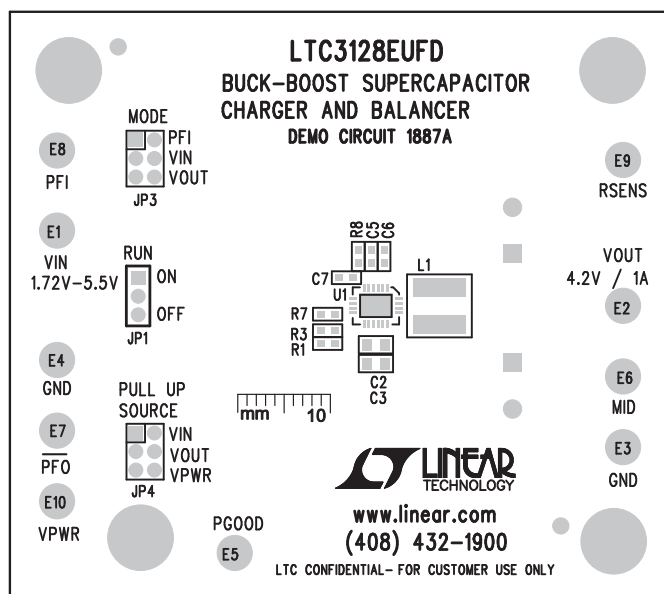 LTC3128EUFD
BUCK-BOOST SUPERCAPACITOR
CHARGER AND BALANCER
DEMO CIRCUIT 1887A
MODE
PFI
VIN
VOUT
JP3
E8
PFI
E1
VIN
1.72V-5.5V
RUN
ON
OFF
JP1
E9
RSENS
VOUT
4.2V / 1A
E2
R8
C5
C6
C7
L1
U1
R7
R3
R1
C2
C3
E4
GND
E7
PFO
E10
VPWR
PULL UP
SOURCE
VIN
VOUT
VPWR
JP4
mm 10
E6
MID
E3
GND
LINEAR
TECHNOLOGY
www.linear.com
(408) 432-1900
PGOOD
E5
LTC CONFIDENTIAL- FOR CUSTOMER USE ONLY